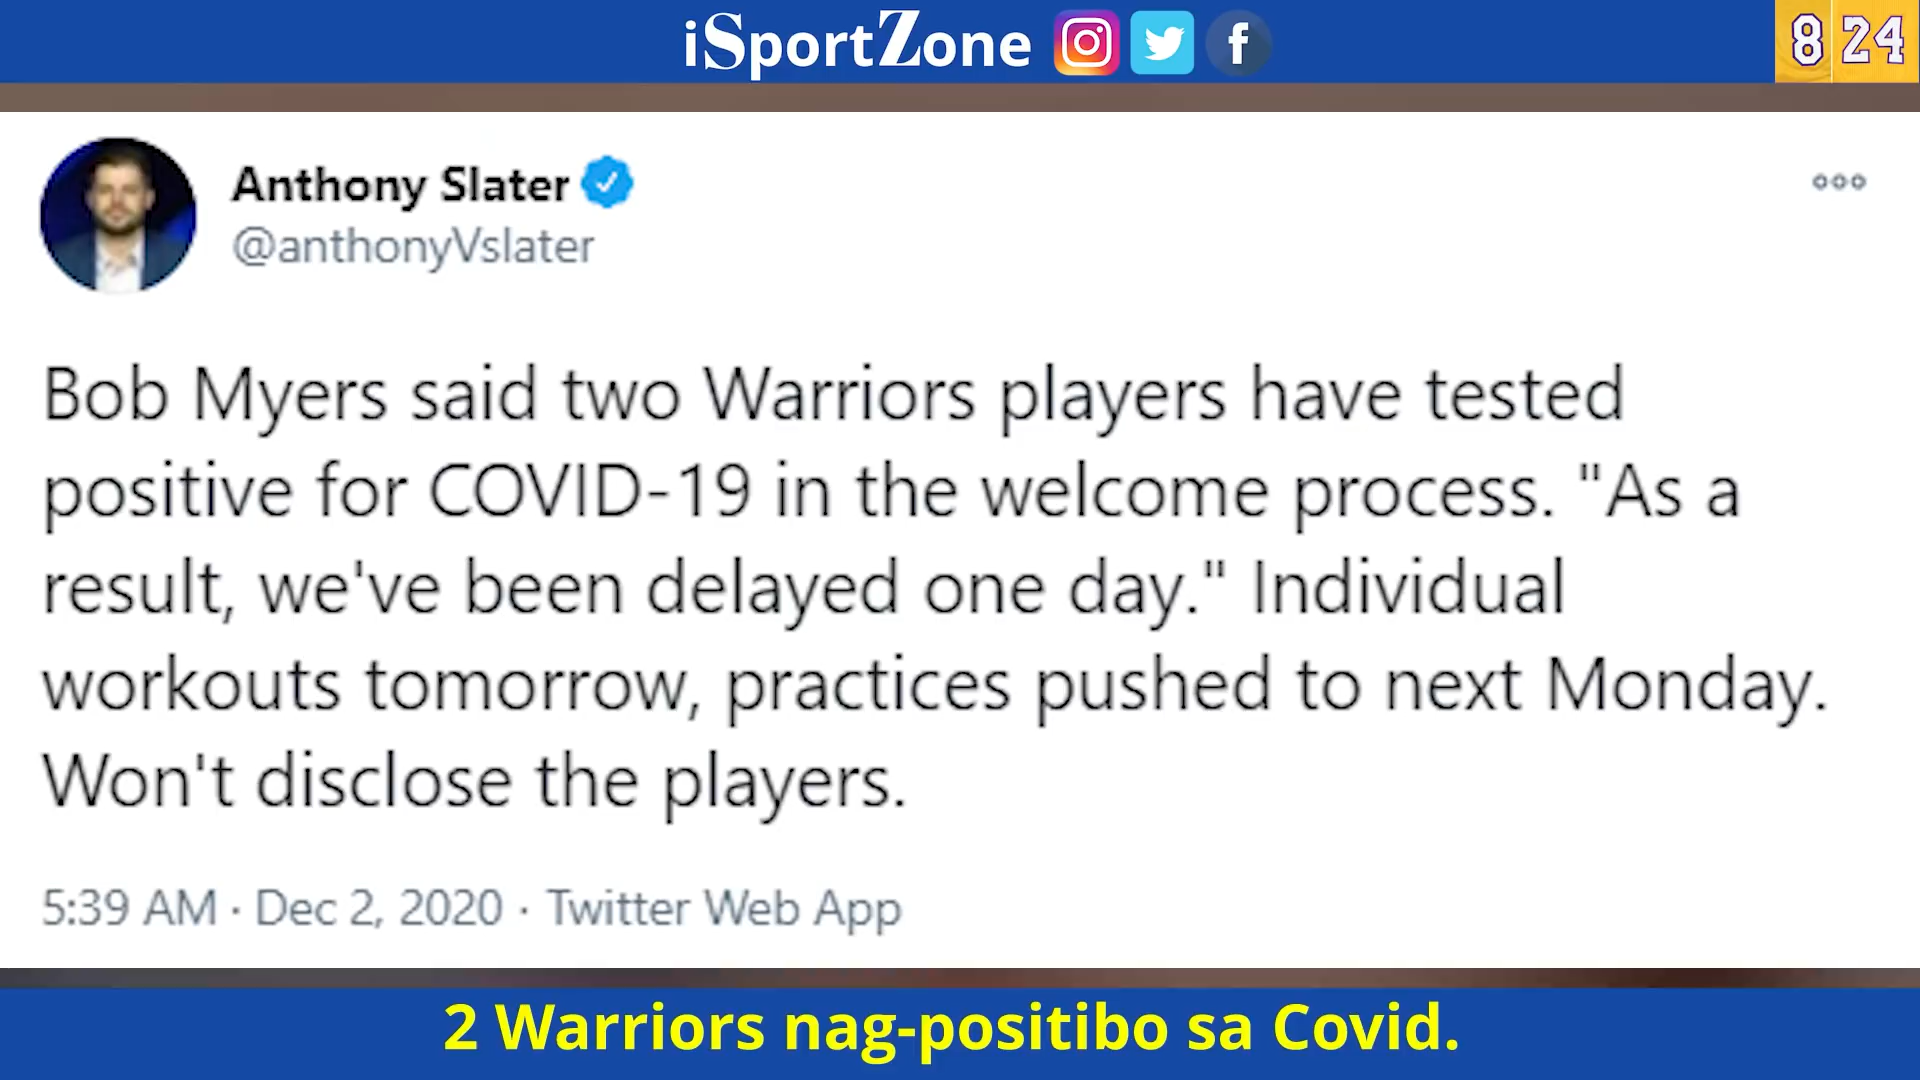 iSportZone
8 24
Anthony Slater
@anthonyVslater
Bob Myers said two Warriors players have tested
positive for COVID-19 in the welcome process. "As a
result, we've been delayed one day." Individual
workouts tomorrow, practices pushed to next Monday.
Won't disclose the players.
5:39 AM · Dec 2, 2020 · Twitter Web App
2 Warriors nag-positibo sa Covid.